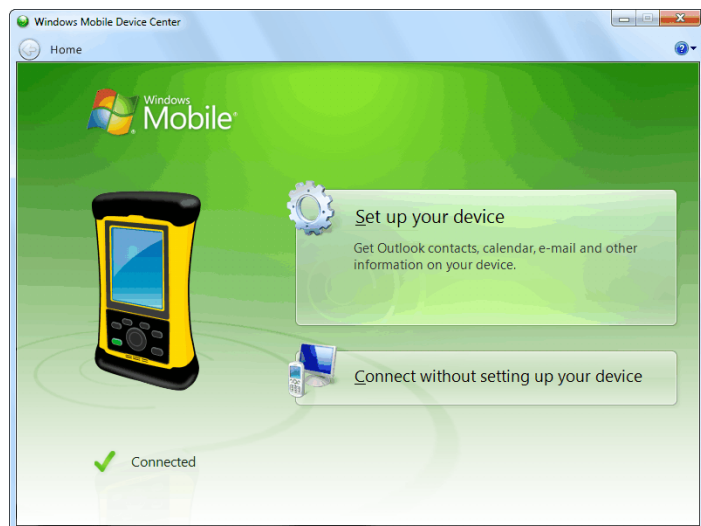 Windows Mobile Device Center
Home
Windows
Mobile®
Set up your device
Get Outlook contacts, calendar, e-mail and other
information on your device.
Connect without setting up your device
Connected